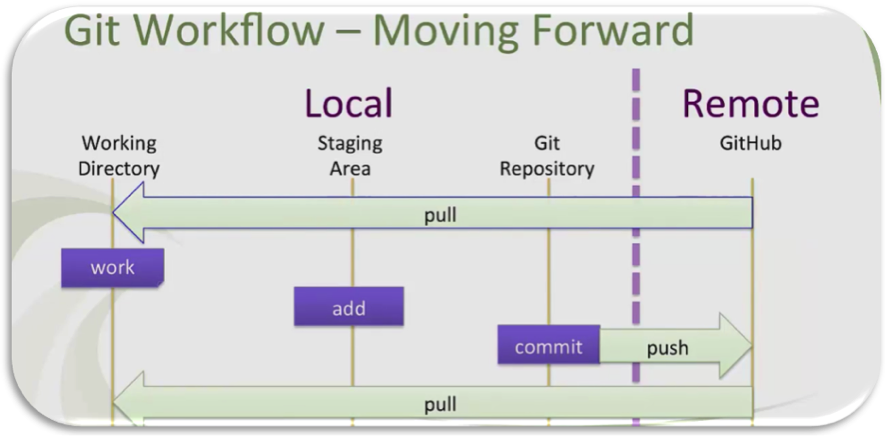 Git Workflow – Moving Forward
Local
Remote
Working
Directory
Staging
Area
Git
Repository
GitHub
pull
work
add
commit
push
pull